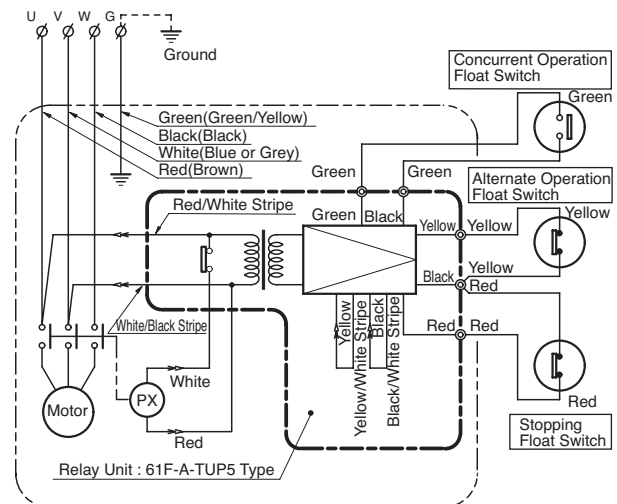 U V W G
Ground
Concurrent Operation
Float Switch
Green
Green(Green/Yellow)
Black(Black)
White(Blue or Grey)
Red(Brown)
Green
Green
Alternate Operation
Float Switch
Red/White Stripe
Green
Black
Yellow
Yellow
Yellow
Black
Yellow
Red
White/Black Stripe
Yellow
Yellow/White Stripe
Black
Black/White Stripe
Red
Red
White
Motor
PX
Red
Red
Stopping
Float Switch
Relay Unit : 61F-A-TUP5 Type